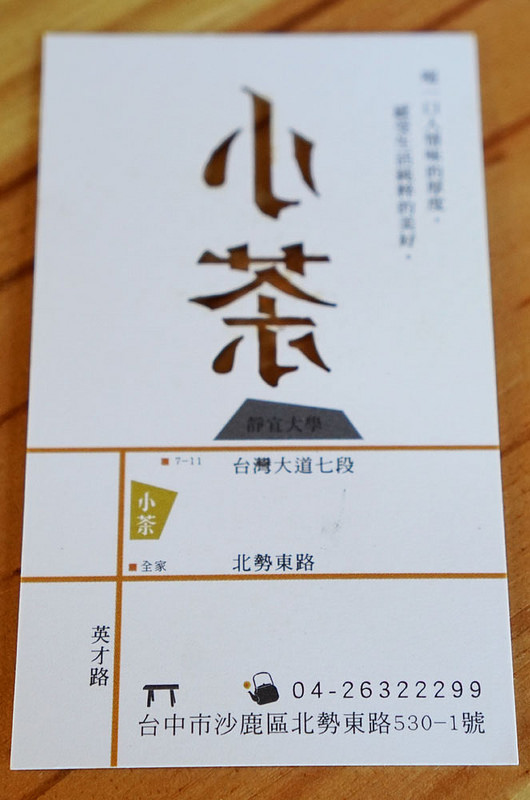 小茶
一口人情味的厚度，
感受生活純粹的美好。
靜宜大學
7-11
台灣大道七段
小茶
全家
北勢東路
英才路
04-26322299
台中市沙鹿區北勢東路530-1號